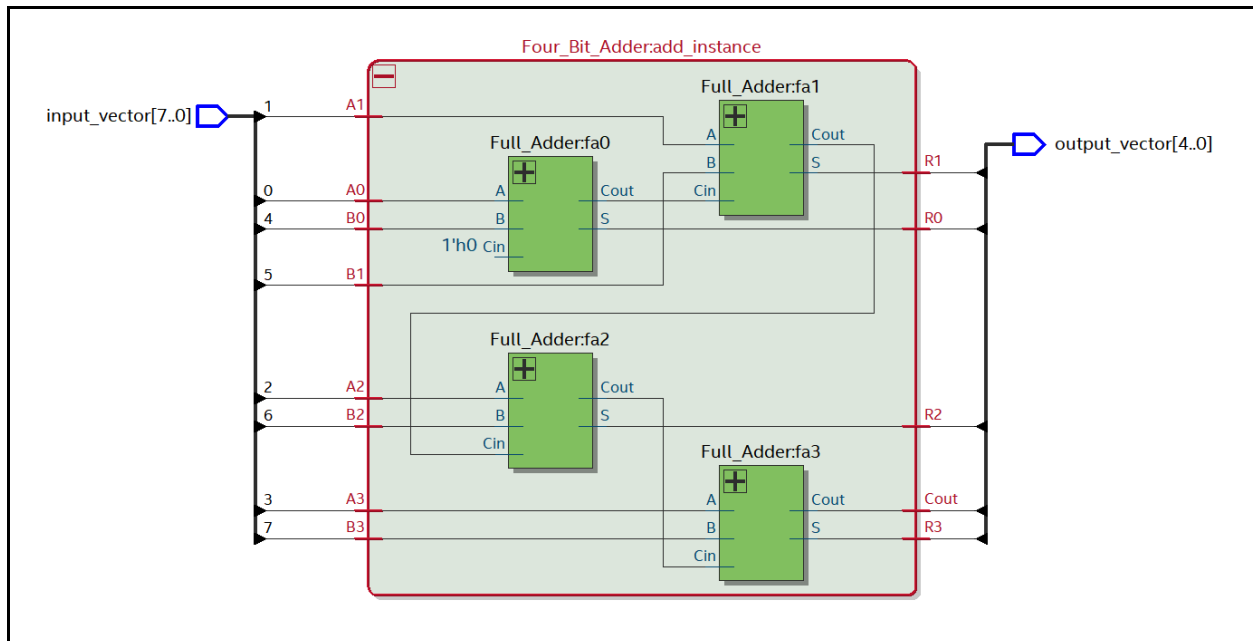 Four_Bit_Adder:add_instance
input_vector[7..0]
1
A1
Full_Adder:fa1
A
B
Cin
Cout
S
R1
output_vector[4..0]
Full_Adder:fa0
0
A0
A
Cout
4
B0
B
S
R0
1'h0 Cin
5
B1
Full_Adder:fa2
2
A2
A
Cout
6
B2
B
S
R2
Cin
Full_Adder:fa3
3
A3
A
Cout
Cout
7
B3
B
S
R3
Cin